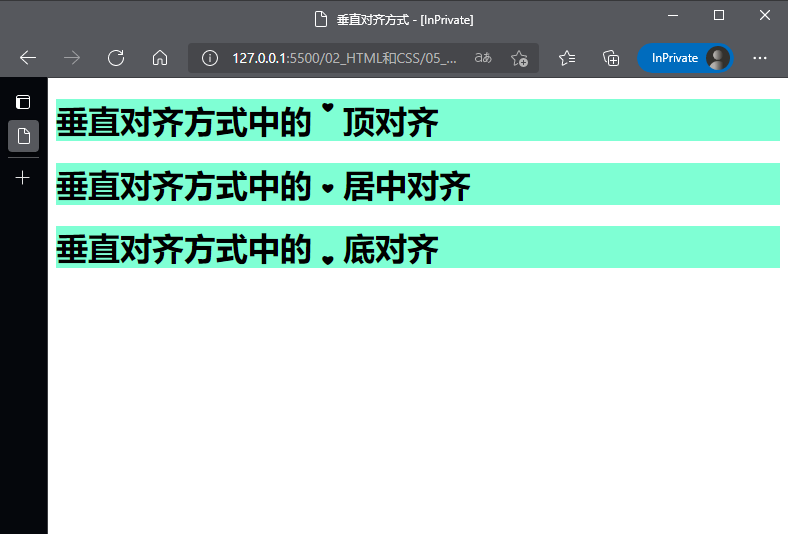 垂直对齐方式 - [InPrivate]
127.0.0.1:5500/02_HTML和CSS/05_... aあ InPrivate
垂直对齐方式中的 ♥ 顶对齐
垂直对齐方式中的 ♥ 居中对齐
垂直对齐方式中的 ♥ 底对齐